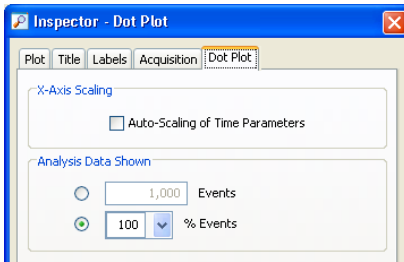 Inspector - Dot Plot
Plot Title Labels Acquisition Dot Plot
X-Axis Scaling
Auto-Scaling of Time Parameters
Analysis Data Shown
1,000 Events
100 % Events